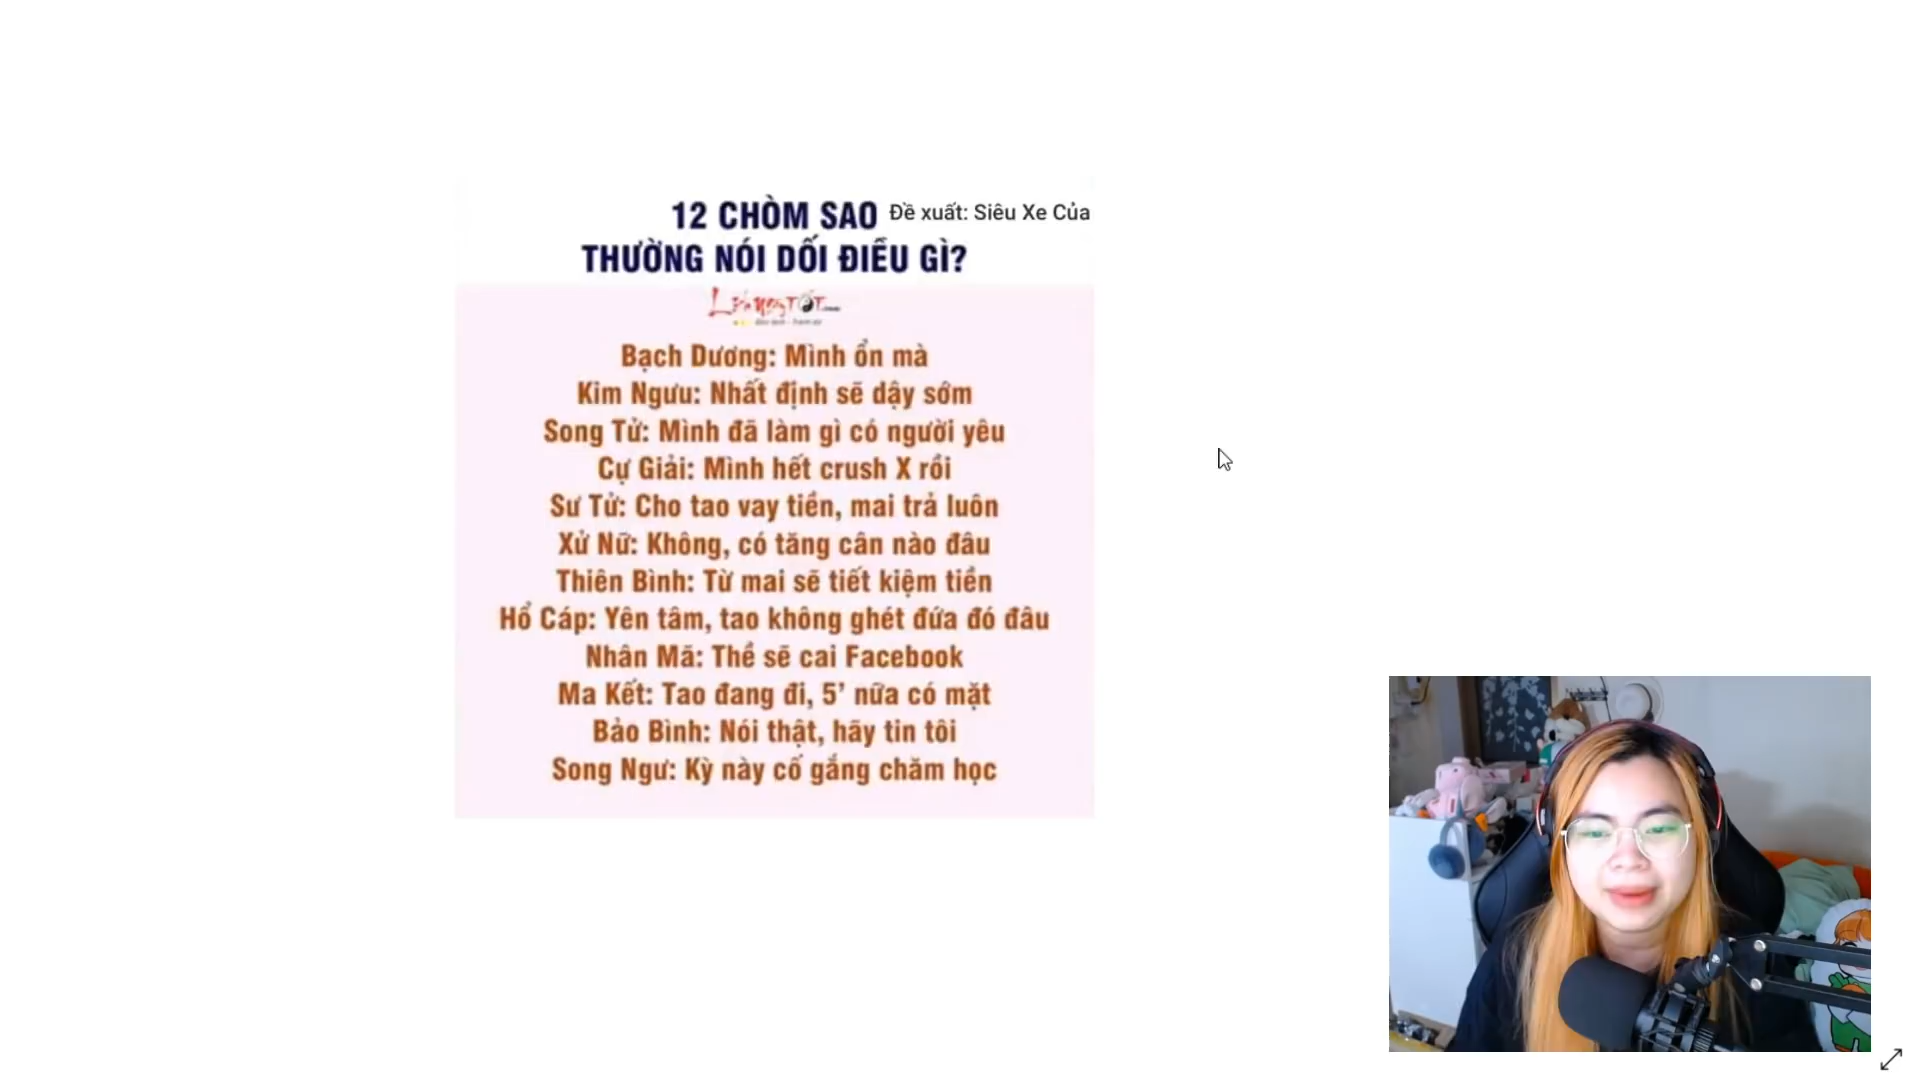 12 CHÒM SAO
Đề xuất: Siêu Xe Của
THƯỜNG NÓI DỐI ĐIỀU GÌ?
Bạch Dương: Mình ổn mà
Kim Ngưu: Nhất định sẽ dậy sớm
Song Tử: Mình đã làm gì có người yêu
Cự Giải: Mình hết crush X rồi
Sư Tử: Cho tao vay tiền, mai trả luôn
Xử Nữ: Không, có tăng cân nào đâu
Thiên Bình: Từ mai sẽ tiết kiệm tiền
Hổ Cáp: Yên tâm, tao không ghét đứa đó đâu
Nhân Mã: Thề sẽ cai Facebook
Ma Kết: Tao đang đi, 5’ nữa có mặt
Bảo Bình: Nói thật, hãy tin tôi
Song Ngư: Kỳ này cố gắng chăm học